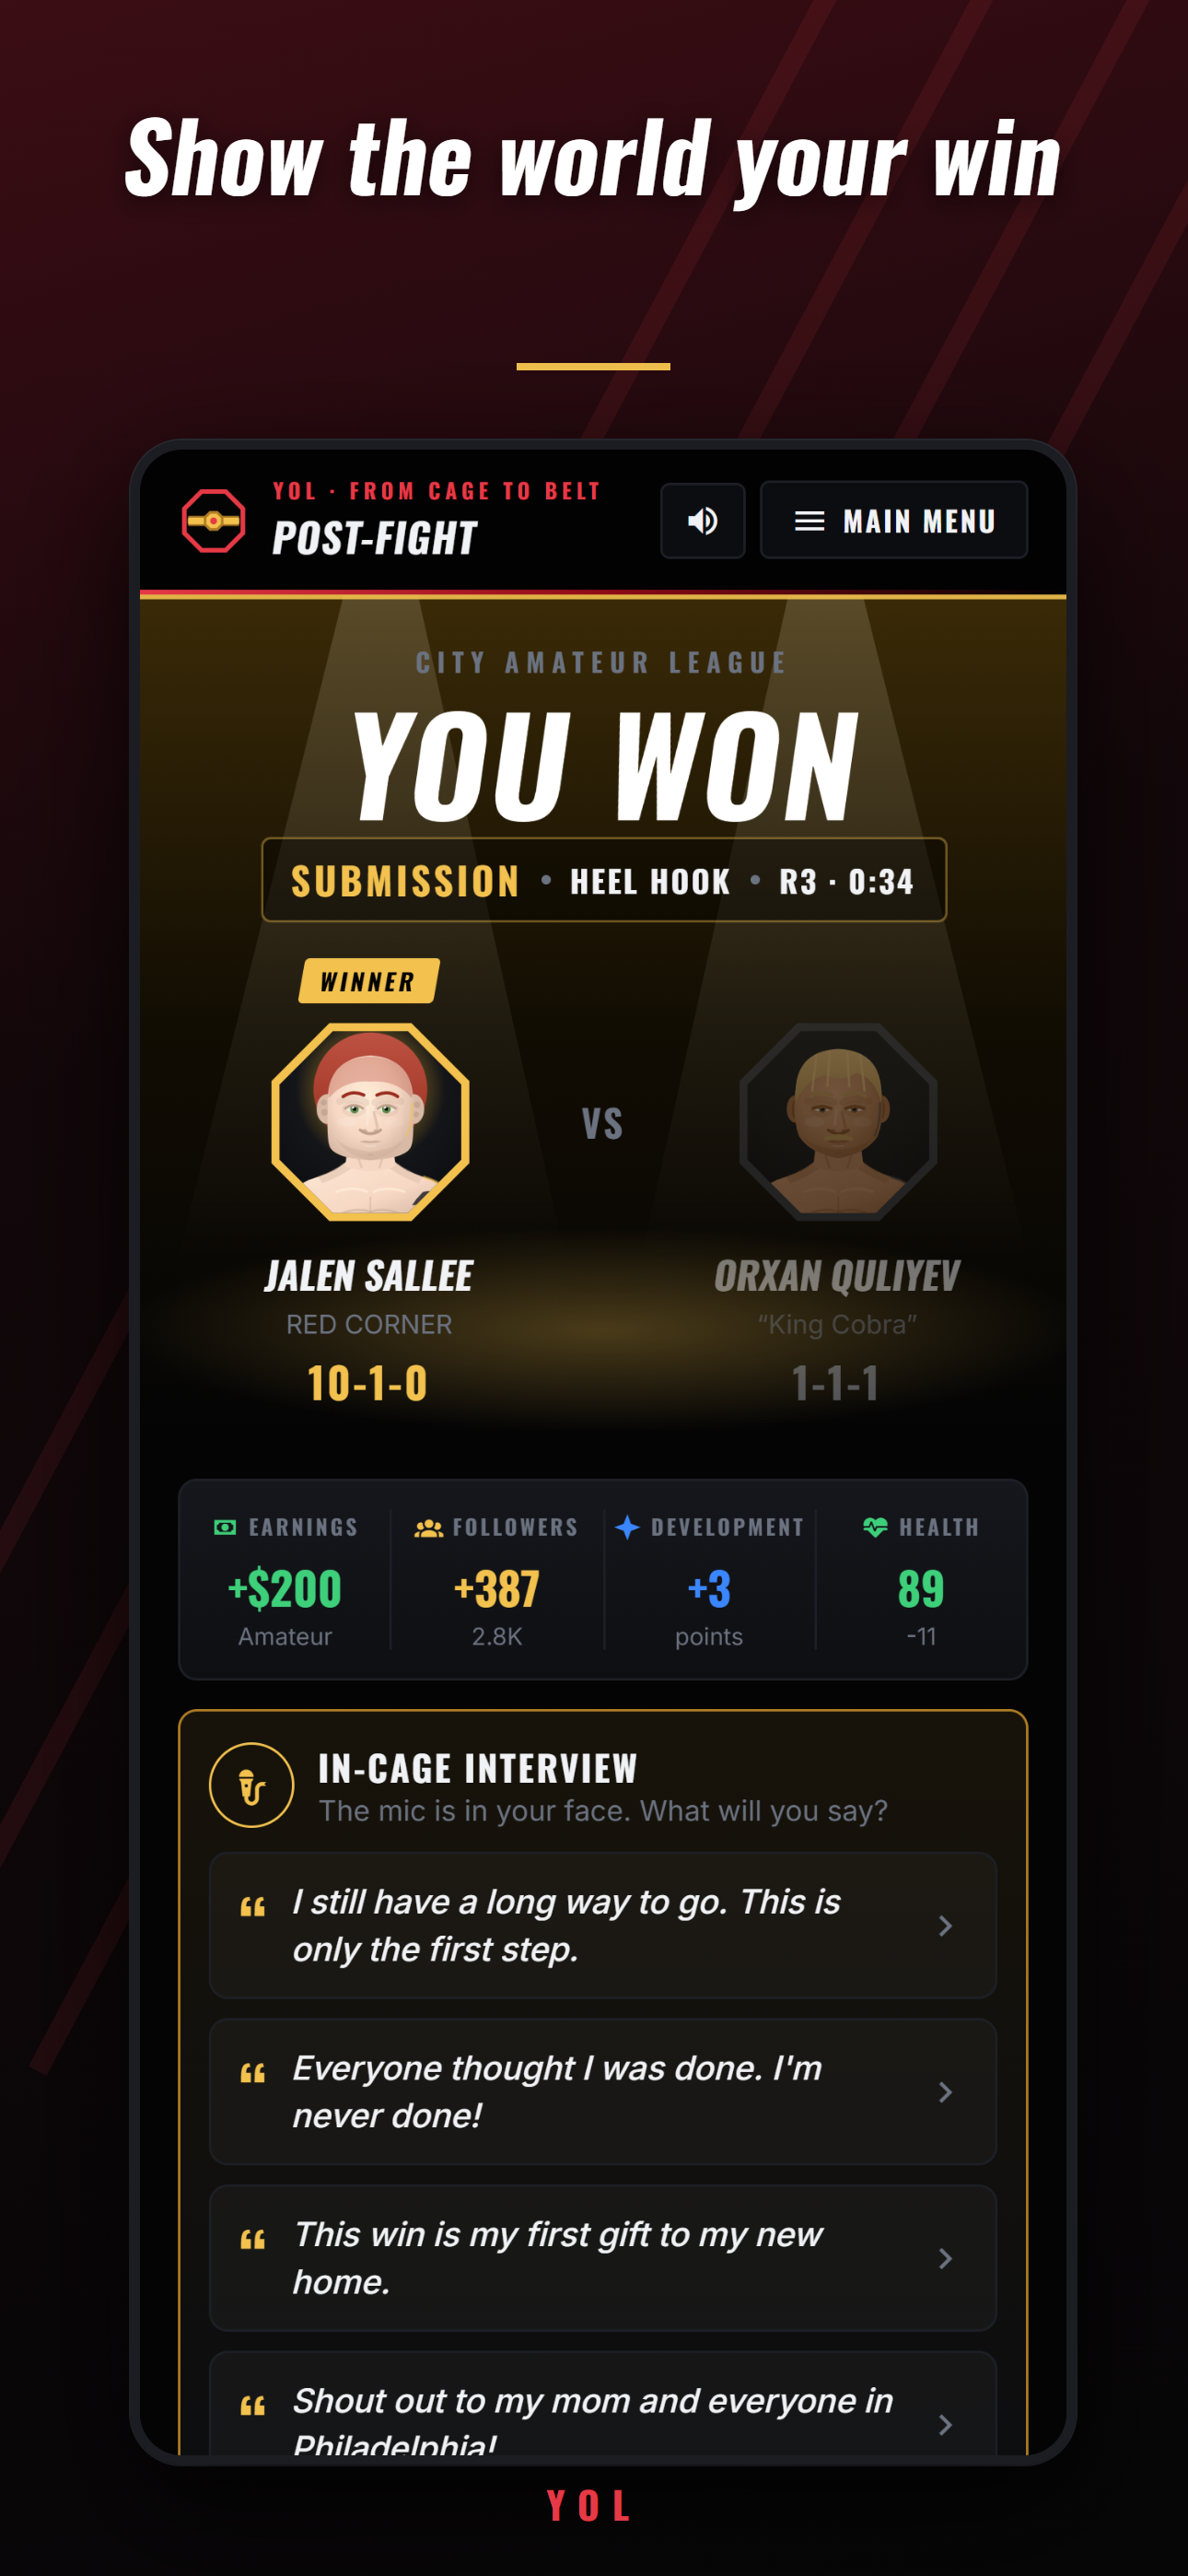 Show the world your win
YOL · FROM CAGE TO BELT
POST-FIGHT
MAIN MENU
CITY AMATEUR LEAGUE
YOU WON
SUBMISSION • HEEL HOOK • R3 · 0:34
WINNER
VS
JALEN SALLEE
RED CORNER
10-1-0
ORXAN QULIYEV
“King Cobra”
1-1-1
EARNINGS
+$200
Amateur
FOLLOWERS
+387
2.8K
DEVELOPMENT
+3
points
HEALTH
89
-11
IN-CAGE INTERVIEW
The mic is in your face. What will you say?
“ I still have a long way to go. This is
only the first step.
“ Everyone thought I was done. I'm
never done!
“ This win is my first gift to my new
home.
“ Shout out to my mom and everyone in
Philadelphia!
YOL